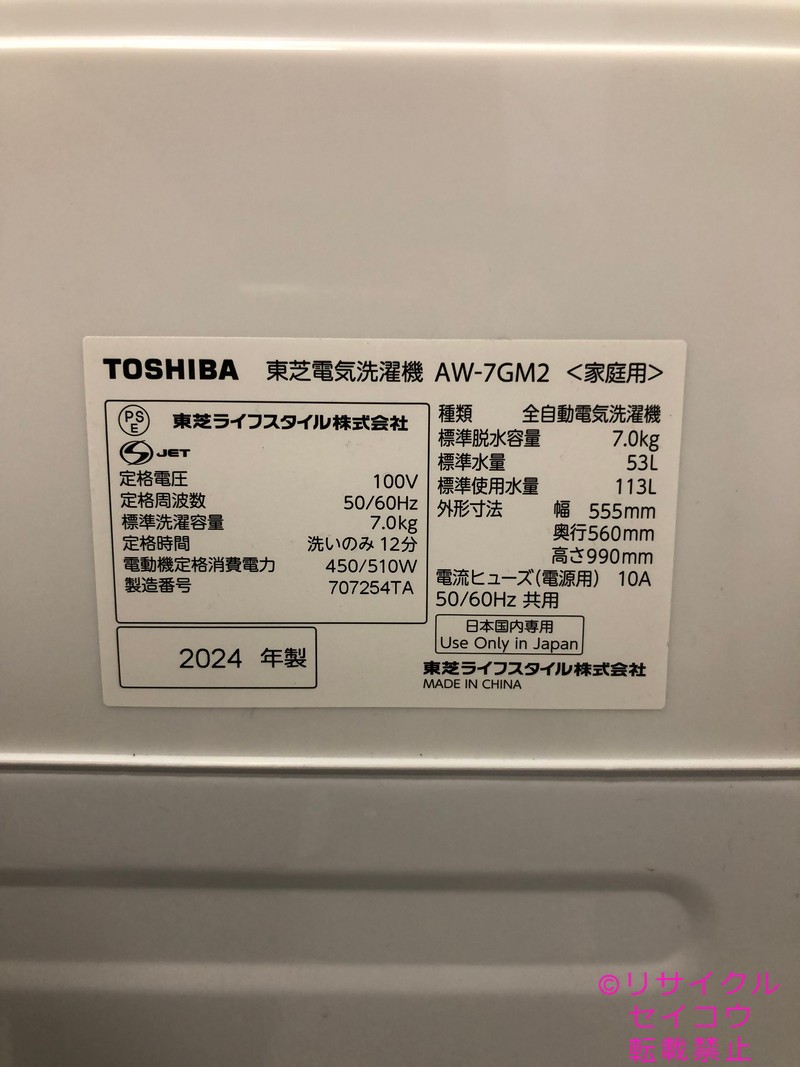 TOSHIBA 東芝電気洗濯機 AW-7GM2 <家庭用>
PS
E
東芝ライフスタイル株式会社
S JET
定格電圧 100V
定格周波数 50/60Hz
標準洗濯容量 7.0kg
定格時間 洗いのみ 12分
電動機定格消費電力 450/510W
製造番号 707254TA
2024 年製
種類 全自動電気洗濯機
標準脱水容量 7.0kg
標準水量 53L
標準使用水量 113L
外形寸法 幅 555mm
奥行560mm
高さ990mm
電流ヒューズ(電源用) 10A
50/60Hz 共用
日本国内専用
Use Only in Japan
東芝ライフスタイル株式会社
MADE IN CHINA
©リサイクル
セイコウ
転載禁止